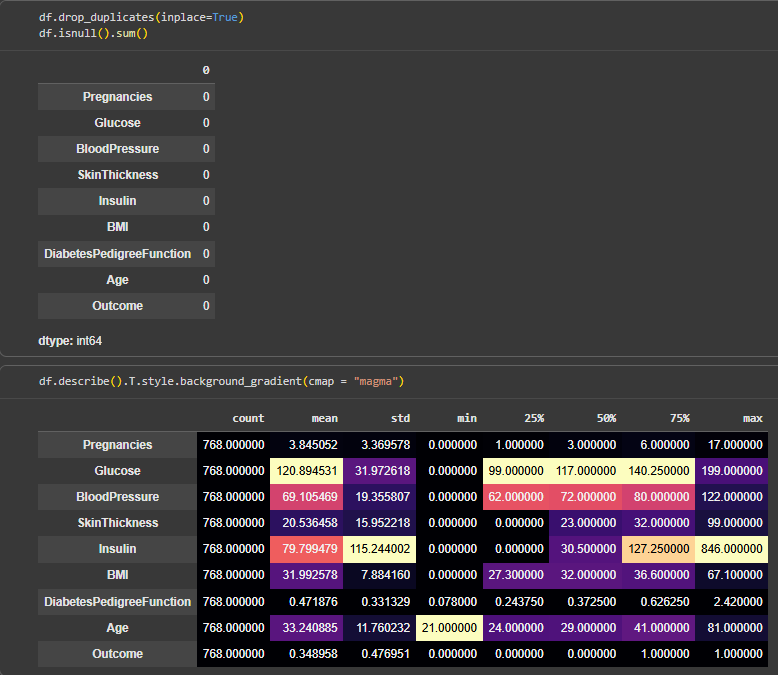 df.drop_duplicates(inplace=True)
df.isnull().sum()
0
Pregnancies 0
Glucose 0
BloodPressure 0
SkinThickness 0
Insulin 0
BMI 0
DiabetesPedigreeFunction 0
Age 0
Outcome 0
dtype: int64
df.describe().T.style.background_gradient(cmap = "magma")
count mean std min 25% 50% 75% max
Pregnancies 768.000000 3.845052 3.369578 0.000000 1.000000 3.000000 6.000000 17.000000
Glucose 768.000000 120.894531 31.972618 0.000000 99.000000 117.000000 140.250000 199.000000
BloodPressure 768.000000 69.105469 19.355807 0.000000 62.000000 72.000000 80.000000 122.000000
SkinThickness 768.000000 20.536458 15.952218 0.000000 0.000000 23.000000 32.000000 99.000000
Insulin 768.000000 79.799479 115.244002 0.000000 0.000000 30.500000 127.250000 846.000000
BMI 768.000000 31.992578 7.884160 0.000000 27.300000 32.000000 36.600000 67.100000
DiabetesPedigreeFunction 768.000000 0.471876 0.331329 0.078000 0.243750 0.372500 0.626250 2.420000
Age 768.000000 33.240885 11.760232 21.000000 24.000000 29.000000 41.000000 81.000000
Outcome 768.000000 0.348958 0.476951 0.000000 0.000000 0.000000 1.000000 1.000000